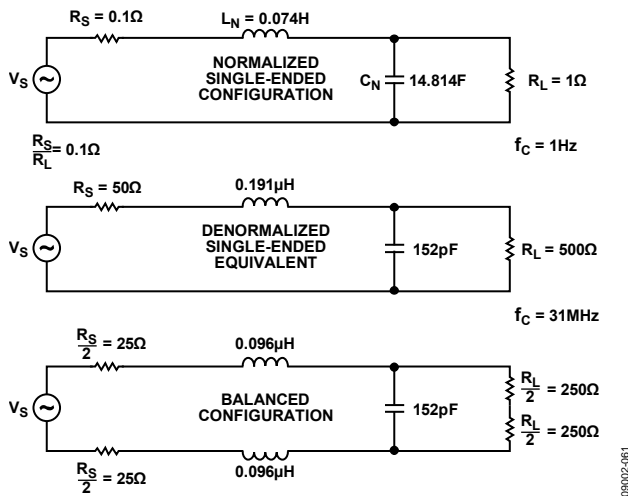 R_S = 0.1Ω
L_N = 0.074H
V_S
NORMALIZED
SINGLE-ENDED
CONFIGURATION
C_N
14.814F
R_L = 1Ω
R_S/R_L = 0.1Ω
f_C = 1Hz
R_S = 50Ω
0.191µH
V_S
DENORMALIZED
SINGLE-ENDED
EQUIVALENT
152pF
R_L = 500Ω
f_C = 31MHz
R_S/2 = 25Ω
0.096µH
V_S
BALANCED
CONFIGURATION
152pF
R_L/2 = 250Ω
R_L/2 = 250Ω
R_S/2 = 25Ω
0.096µH
09002-061